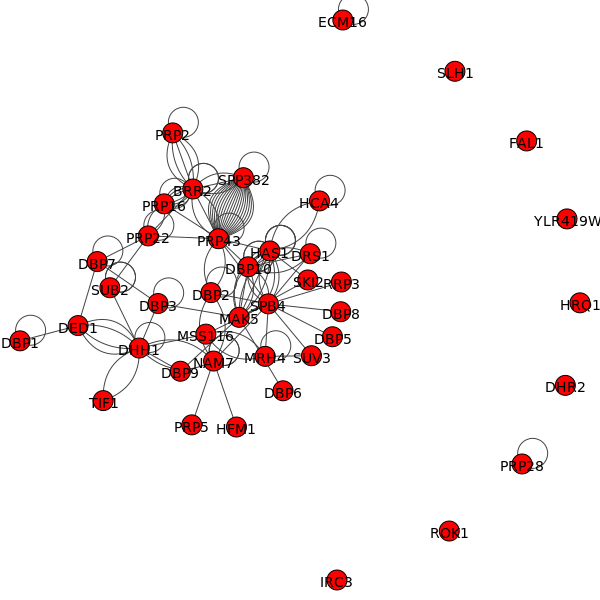 ECM16
SLH1
PRP2
FAL1
SPP382
BRR2
HCA4
PRP16
YLR419W
PRP22
PRP43
HAS1
DRS1
DBP7
DBP10
SUB2
SKI2
RRP3
DBP2
DBP3
SPB4
HRQ1
DBP8
MAK5
DED1
DBP1
MSS116
DBP5
DHH1
NAM7
MRH4
SUV3
DBP9
DHR2
DBP6
TIF1
PRP5
HFM1
PRP28
ROK1
IRC3